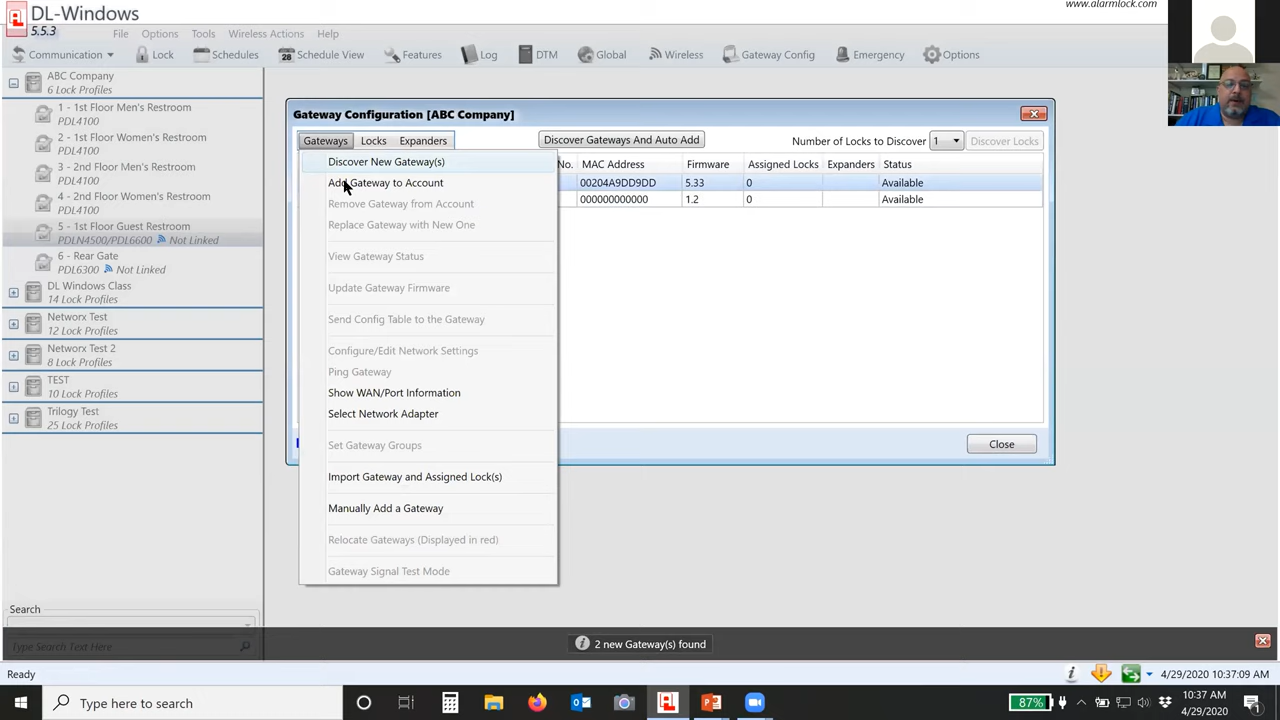 DL-Windows
5.5.3
www.alarmlock.com
File Options Tools Wireless Actions Help
Communication Lock Schedules 28 Schedule View Features Log DTM Global Wireless Gateway Config Emergency Options
ABC Company
6 Lock Profiles
1 - 1st Floor Men's Restroom
PDL4100
2 - 1st Floor Women's Restroom
PDL4100
3 - 2nd Floor Men's Restroom
PDL4100
4 - 2nd Floor Women's Restroom
PDL4100
5 - 1st Floor Guest Restroom
PDLN4500/PDL6600 Not Linked
6 - Rear Gate
PDL6300 Not Linked
DL Windows Class
14 Lock Profiles
Networx Test
12 Lock Profiles
Networx Test 2
8 Lock Profiles
TEST
10 Lock Profiles
Trilogy Test
25 Lock Profiles
Search
Type Search Text Here
Gateway Configuration [ABC Company]
Gateways Locks Expanders Discover Gateways And Auto Add Number of Locks to Discover 1 Discover Locks
No. MAC Address Firmware Assigned Locks Expanders Status
00204A9DD9DD 5.33 0 Available
000000000000 1.2 0 Available
Discover New Gateway(s)
Add Gateway to Account
Remove Gateway from Account
Replace Gateway with New One
View Gateway Status
Update Gateway Firmware
Send Config Table to the Gateway
Configure/Edit Network Settings
Ping Gateway
Show WAN/Port Information
Select Network Adapter
Set Gateway Groups
Import Gateway and Assigned Lock(s)
Manually Add a Gateway
Relocate Gateways (Displayed in red)
Gateway Signal Test Mode
Close
2 new Gateway(s) found
Ready 4/29/2020 10:37:09 AM
Type here to search 87% 10:37 AM
4/29/2020